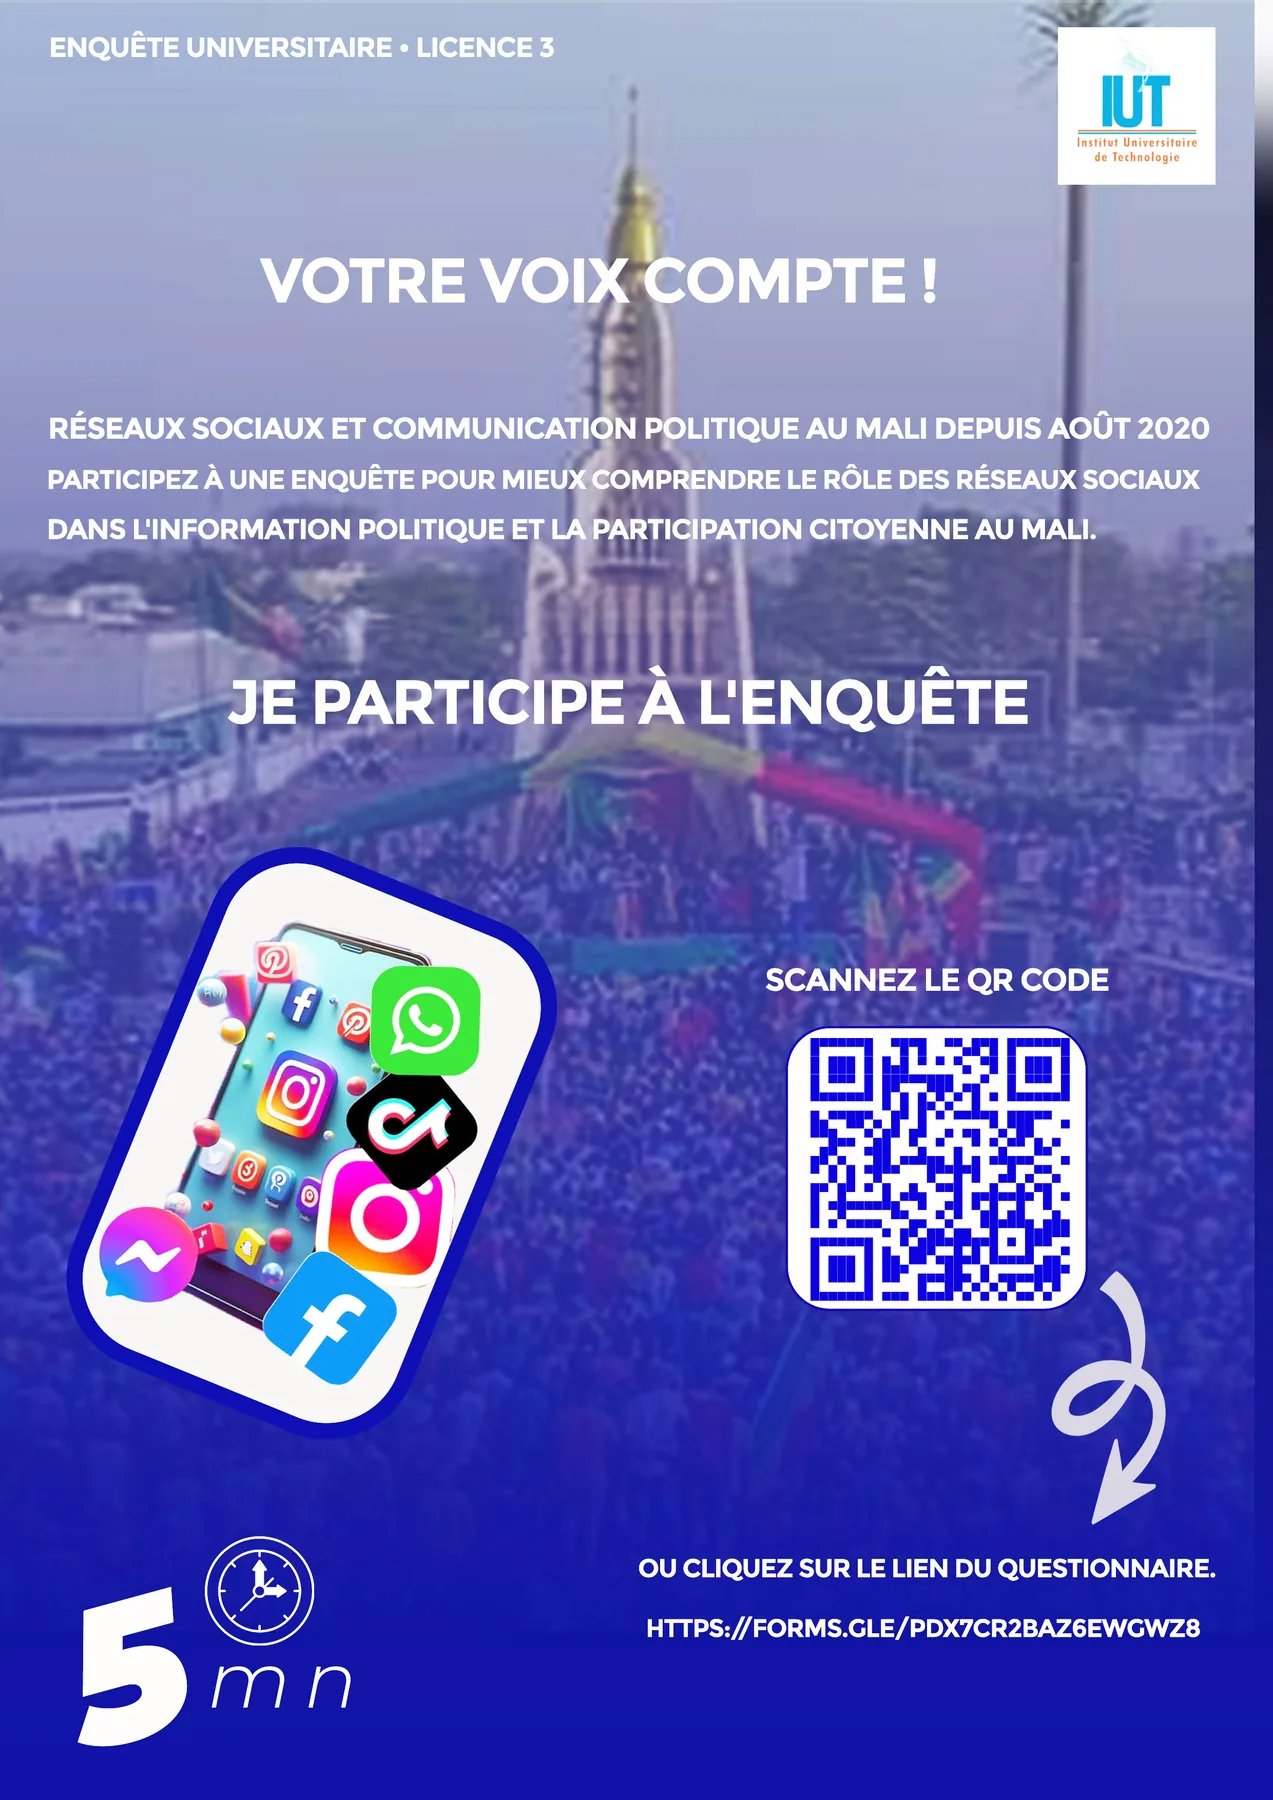 ENQUÊTE UNIVERSITAIRE • LICENCE 3
IUT
Institut Universitaire
de Technologie
VOTRE VOIX COMPTE !
RÉSEAUX SOCIAUX ET COMMUNICATION POLITIQUE AU MALI DEPUIS AOÛT 2020
PARTICIPEZ À UNE ENQUÊTE POUR MIEUX COMPRENDRE LE RÔLE DES RÉSEAUX SOCIAUX
DANS L'INFORMATION POLITIQUE ET LA PARTICIPATION CITOYENNE AU MALI.
JE PARTICIPE À L'ENQUÊTE
SCANNEZ LE QR CODE
OU CLIQUEZ SUR LE LIEN DU QUESTIONNAIRE.
HTTPS://FORMS.GLE/PDX7CR2BAZ6EWGWZ8
5 mn